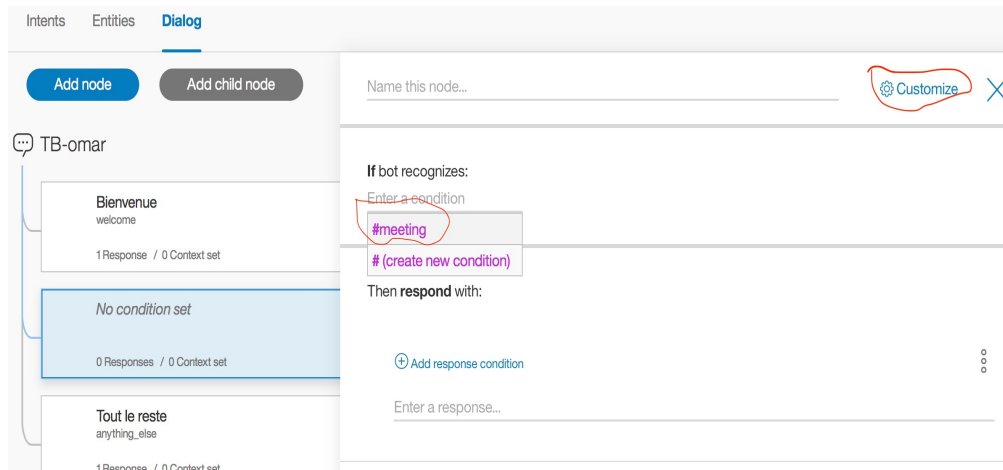 Intents Entities Dialog
Add node Add child node
Name this node...
Customize
TB-omar
If bot recognizes:
Enter a condition
#meeting
# (create new condition)
Then respond with:
Bienvenue
welcome
1 Response / 0 Context set
No condition set
0 Responses / 0 Context set
Add response condition
Enter a response...
Tout le reste
anything_else
1 Response / 0 Context set